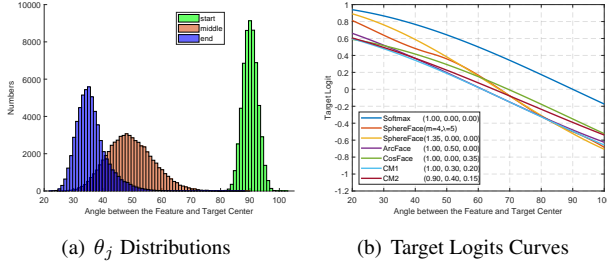 10000
8000
6000
4000
2000
0
Numbers
start
middle
end
20 30 40 50 60 70 80 90 100
Angle between the Feature and Target Center
(a) θj Distributions
1
0.8
0.6
0.4
0.2
0
-0.2
-0.4
-0.6
-0.8
-1
-1.2
Target Logit
Softmax (1.00, 0.00, 0.00)
SphereFace(m=4,λ=5)
SphereFace(1.35, 0.00, 0.00)
ArcFace (1.00, 0.50, 0.00)
CosFace (1.00, 0.00, 0.35)
CM1 (1.00, 0.30, 0.20)
CM2 (0.90, 0.40, 0.15)
20 30 40 50 60 70 80 90 100
Angle between the Feature and Target Center
(b) Target Logits Curves